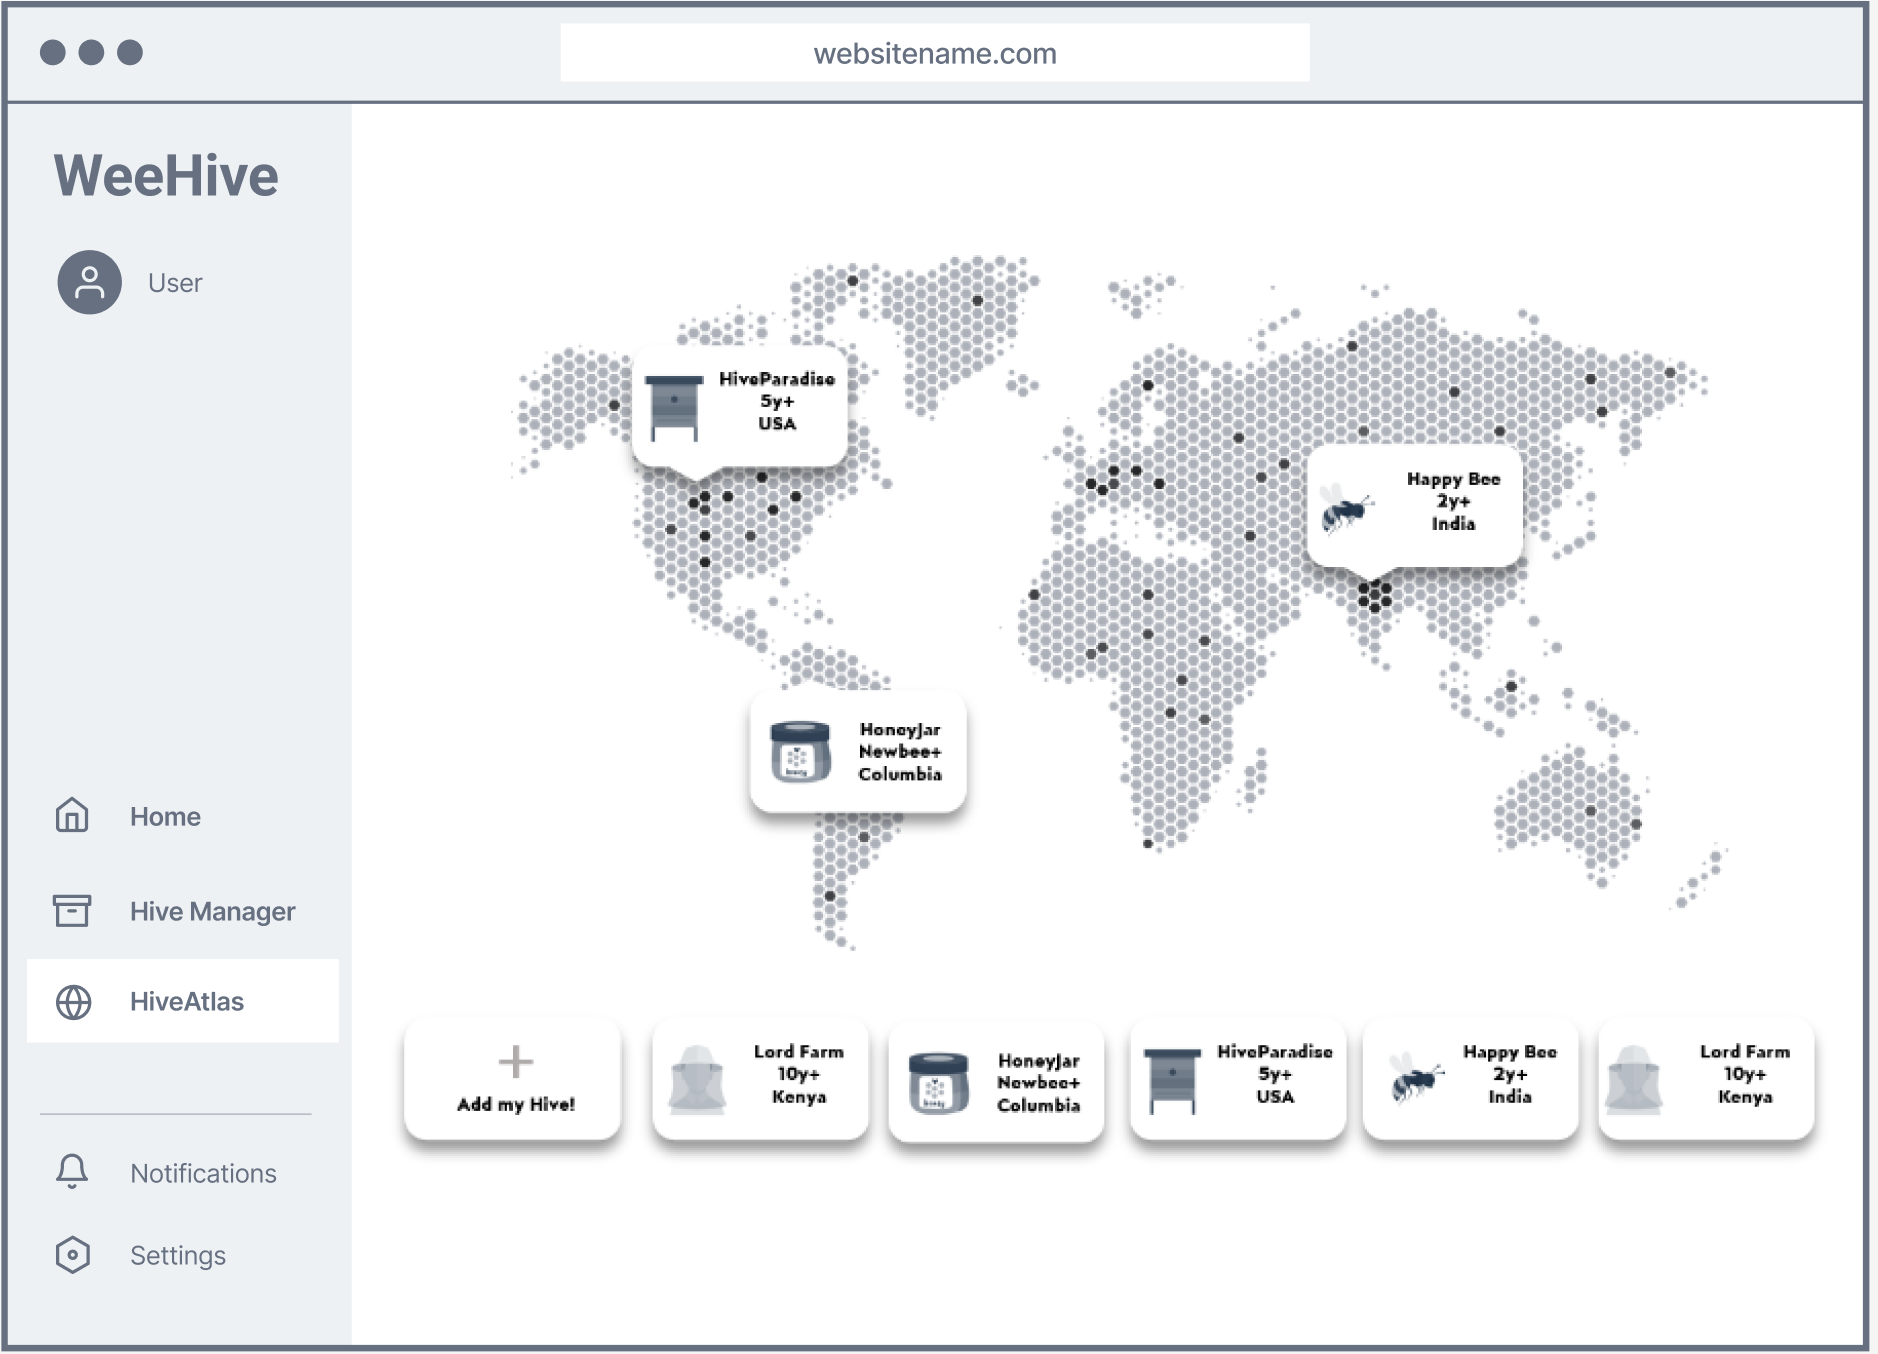 websitename.com
WeeHive
User
Home
Hive Manager
HiveAtlas
Notifications
Settings
HiveParadise
5y+
USA
Happy Bee
2y+
India
HoneyJar
Newbee+
Columbia
Add my Hive!
Lord Farm
10y+
Kenya
HoneyJar
Newbee+
Columbia
HiveParadise
5y+
USA
Happy Bee
2y+
India
Lord Farm
10y+
Kenya